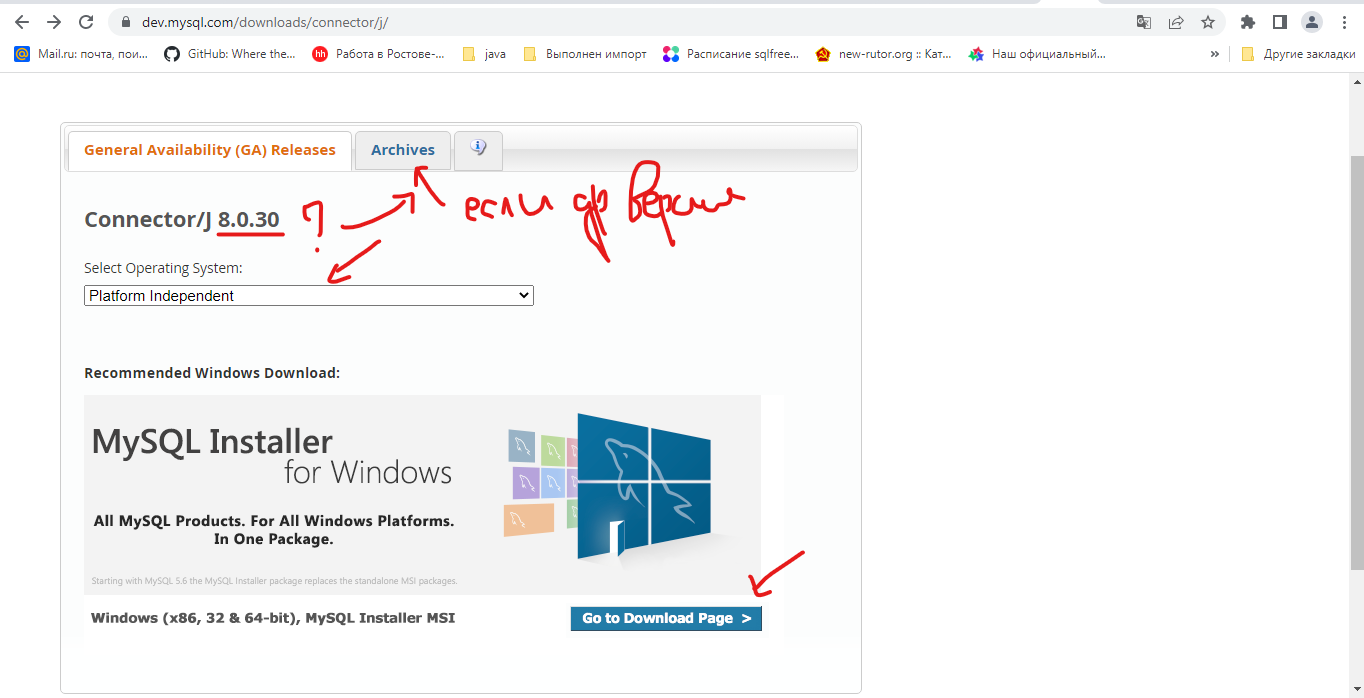 dev.mysql.com/downloads/connector/j/
Mail.ru: почта, пои... GitHub: Where the... hh Работа в Ростове-... java Выполнен импорт Расписание sqlfree... new-rutor.org :: Кат... Наш официальный... » Другие закладки
General Availability (GA) Releases Archives
если др версия
Connector/J 8.0.30 ?
Select Operating System:
Platform Independent
Recommended Windows Download:
MySQL Installer
for Windows
All MySQL Products. For All Windows Platforms.
In One Package.
Starting with MySQL 5.6 the MySQL Installer package replaces the standalone MSI packages.
Windows (x86, 32 & 64-bit), MySQL Installer MSI Go to Download Page >